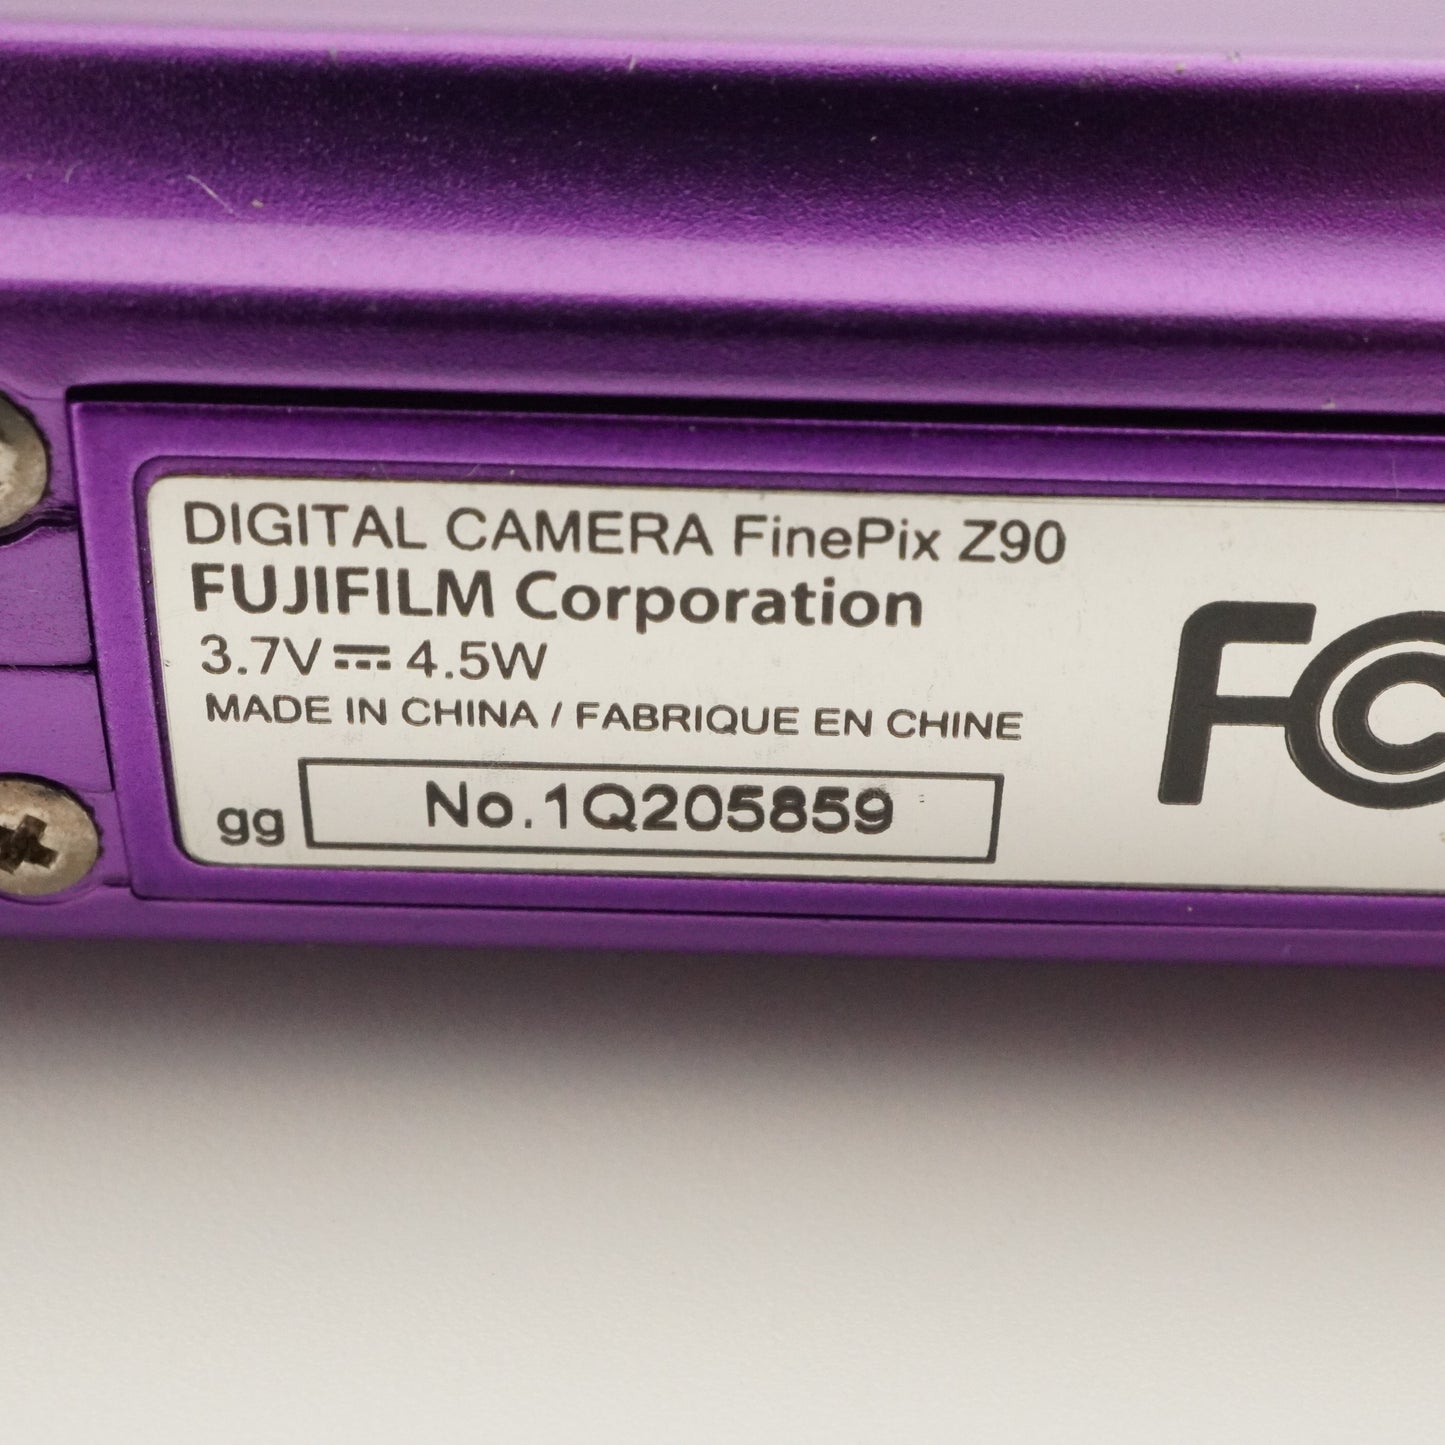 DIGITAL CAMERA FinePix Z90
FUJIFILM Corporation
3.7V⎓4.5W
MADE IN CHINA / FABRIQUE EN CHINE
gg No.1Q205859
FC